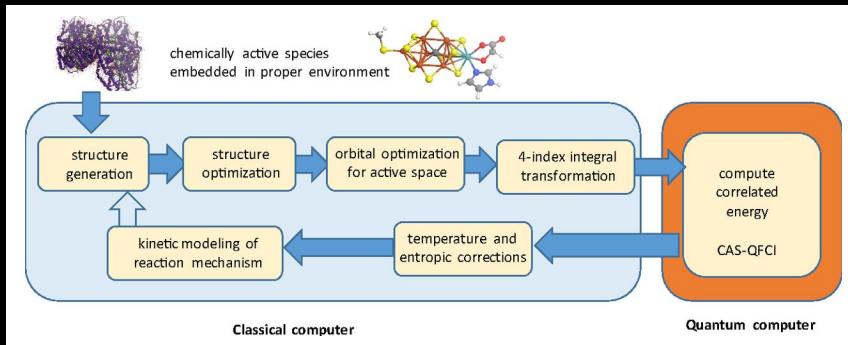 chemically active species
embedded in proper environment
structure
generation
structure
optimization
orbital optimization
for active space
4-index integral
transformation
compute
correlated
energy
CAS-QFCI
kinetic modeling of
reaction mechanism
temperature and
entropic corrections
Classical computer
Quantum computer